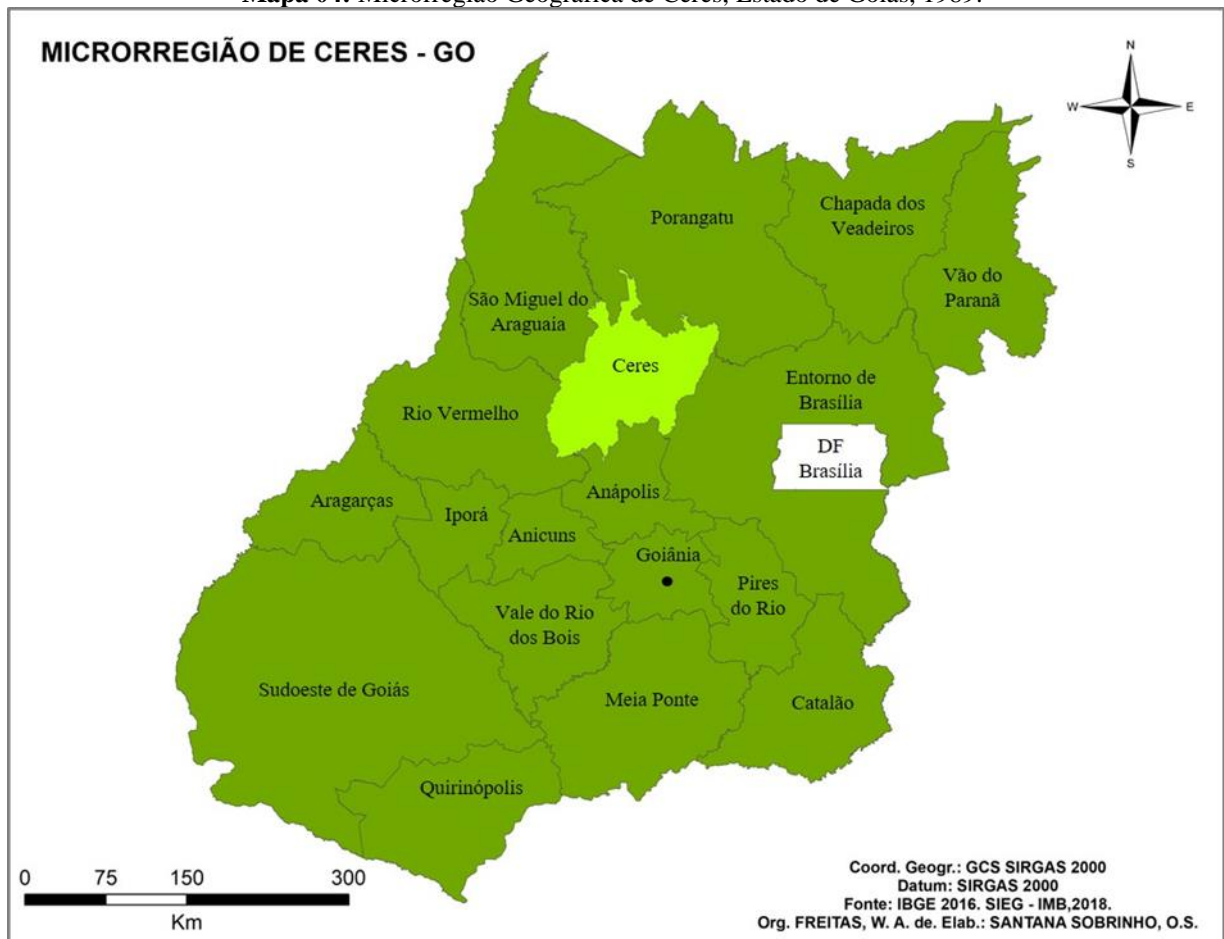 Mapa 04: Microrregião Geográfica de Ceres, Estado de Goiás, 1989.
MICRORREGIÃO DE CERES - GO
N
W
E
S
Porangatu
Chapada dos
Veadeiros
Vão do
Paranã
São Miguel do
Araguaia
Ceres
Entorno de
Brasília
Rio Vermelho
DF
Brasília
Aragarças
Iporá
Anicuns
Anápolis
Goiânia
Pires
do Rio
Vale do Rio
dos Bois
Sudoeste de Goiás
Meia Ponte
Catalão
Quirinópolis
0 75 150 300
Km
Coord. Geogr.: GCS SIRGAS 2000
Datum: SIRGAS 2000
Fonte: IBGE 2016. SIEG - IMB,2018.
Org. FREITAS, W. A. de. Elab.: SANTANA SOBRINHO, O.S.